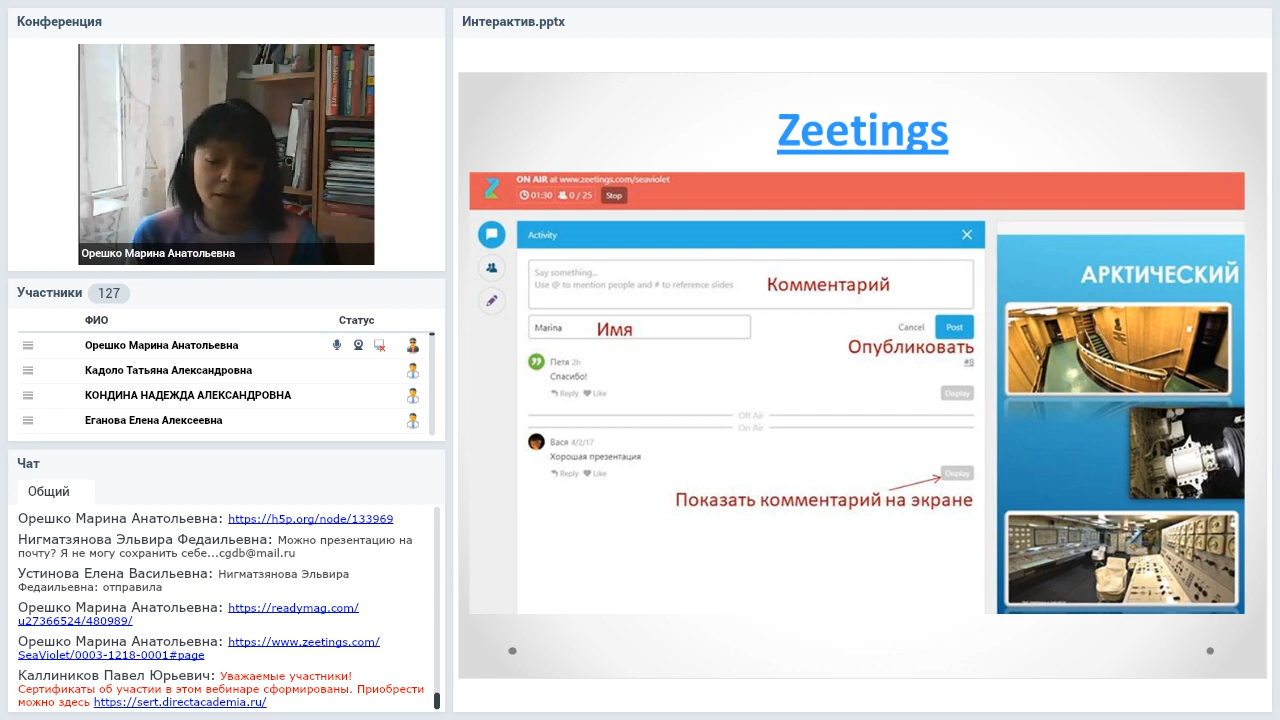 Конференция
Орешко Марина Анатольевна
Участники 127
ФИО Статус
Орешко Марина Анатольевна
Кадоло Татьяна Александровна
КОНДИНА НАДЕЖДА АЛЕКСАНДРОВНА
Еганова Елена Алексеевна
Чат
Общий
Орешко Марина Анатольевна: https://h5p.org/node/133969
Нигматзянова Эльвира Федаильевна: Можно презентацию на
почту? Я не могу сохранить себе...cgdb@mail.ru
Устинова Елена Васильевна: Нигматзянова Эльвира
Федаильевна: отправила
Орешко Марина Анатольевна: https://readymag.com/
u27366524/480989/
Орешко Марина Анатольевна: https://www.zeetings.com/
SeaViolet/0003-1218-0001#page
Каллиников Павел Юрьевич: Уважаемые участники!
Сертификаты об участии в этом вебинаре сформированы. Приобрести
можно здесь https://sert.directacademia.ru/
Интерактив.pptx
Zeetings
ON AIR at www.zeetings.com/seaviolet
01:30 0 / 25 Stop
Activity
Say something...
Use @ to mention people and # to reference slides
Комментарий
Marina Имя
Cancel Post
Опубликовать
Петя 2h #8
Спасибо!
Reply Like Display
Off Air
On Air
Вася 4/2/17
Хорошая презентация
Reply Like Display
Показать комментарий на экране
АРКТИЧЕСКИЙ